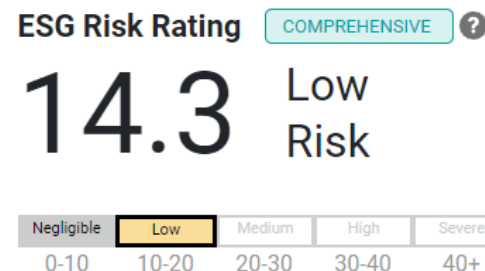 ESG Risk Rating COMPREHENSIVE ?
14.3 Low
Risk
Negligible Low Medium High Severe
0-10 10-20 20-30 30-40 40+